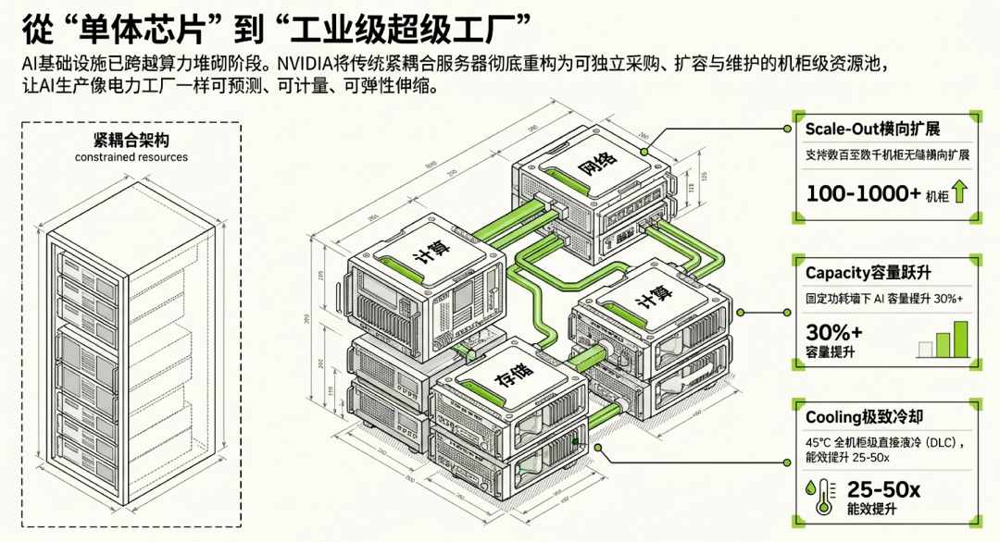 從“单体芯片”到“工业级超级工厂”
AI基础设施已跨越算力堆砌阶段。NVIDIA将传统紧耦合服务器彻底重构为可独立采购、扩容与维护的机柜级资源池，
让AI生产像电力工厂一样可预测、可计量、可弹性伸缩。
紧耦合架构
constrained resources
网络
计算
计算
存储
Scale-Out横向扩展
支持数百至数千机柜无缝横向扩展
100-1000+ 机柜
Capacity容量跃升
固定功耗墙下 AI 容量提升 30%+
30%+
容量提升
Cooling极致冷却
45°C 全机柜级直接液冷（DLC），
能效提升 25-50x
25-50x
能效提升